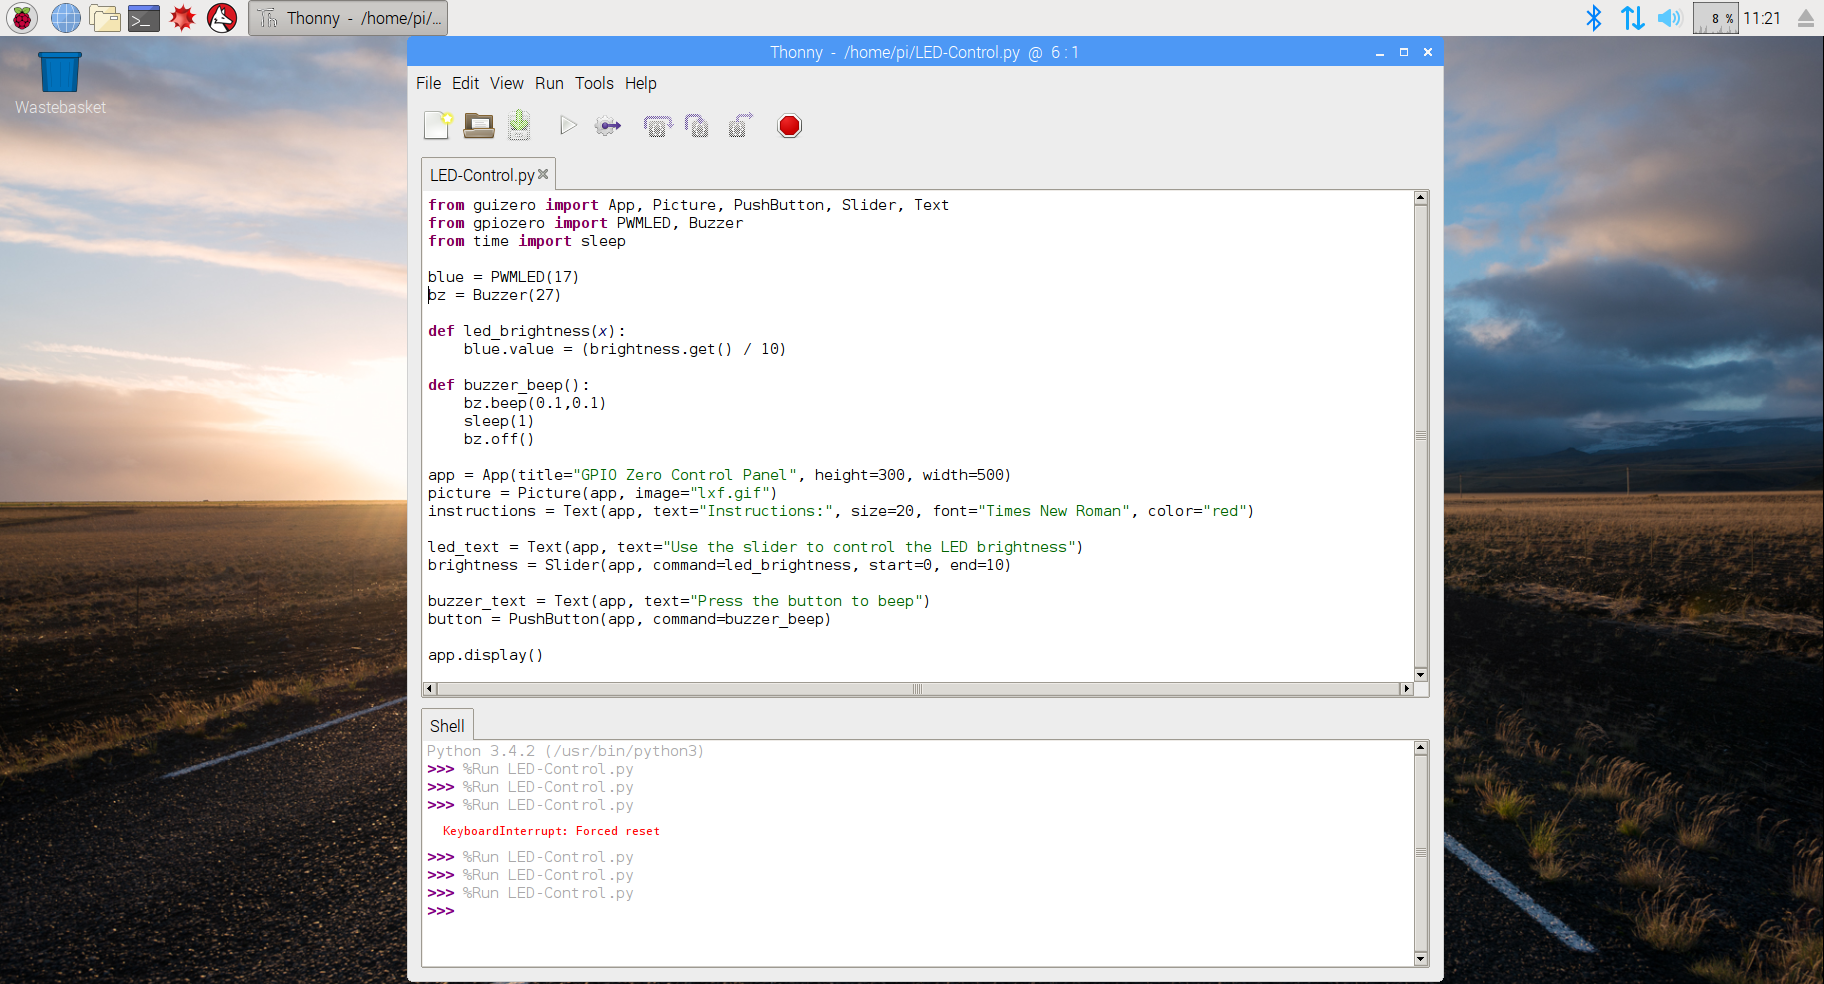 Thonny - /home/pi/...
8 %
11:21
Wastebasket
Thonny - /home/pi/LED-Control.py @ 6 : 1
File Edit View Run Tools Help
LED-Control.py
from guizero import App, Picture, PushButton, Slider, Text
from gpiozero import PWMLED, Buzzer
from time import sleep
blue = PWMLED(17)
bz = Buzzer(27)
def led_brightness(x):
    blue.value = (brightness.get() / 10)
def buzzer_beep():
    bz.beep(0.1,0.1)
    sleep(1)
    bz.off()
app = App(title="GPIO Zero Control Panel", height=300, width=500)
picture = Picture(app, image="lxf.gif")
instructions = Text(app, text="Instructions:", size=20, font="Times New Roman", color="red")
led_text = Text(app, text="Use the slider to control the LED brightness")
brightness = Slider(app, command=led_brightness, start=0, end=10)
buzzer_text = Text(app, text="Press the button to beep")
button = PushButton(app, command=buzzer_beep)
app.display()
Shell
Python 3.4.2 (/usr/bin/python3)
>>> %Run LED-Control.py
>>> %Run LED-Control.py
>>> %Run LED-Control.py
KeyboardInterrupt: Forced reset
>>> %Run LED-Control.py
>>> %Run LED-Control.py
>>> %Run LED-Control.py
>>>